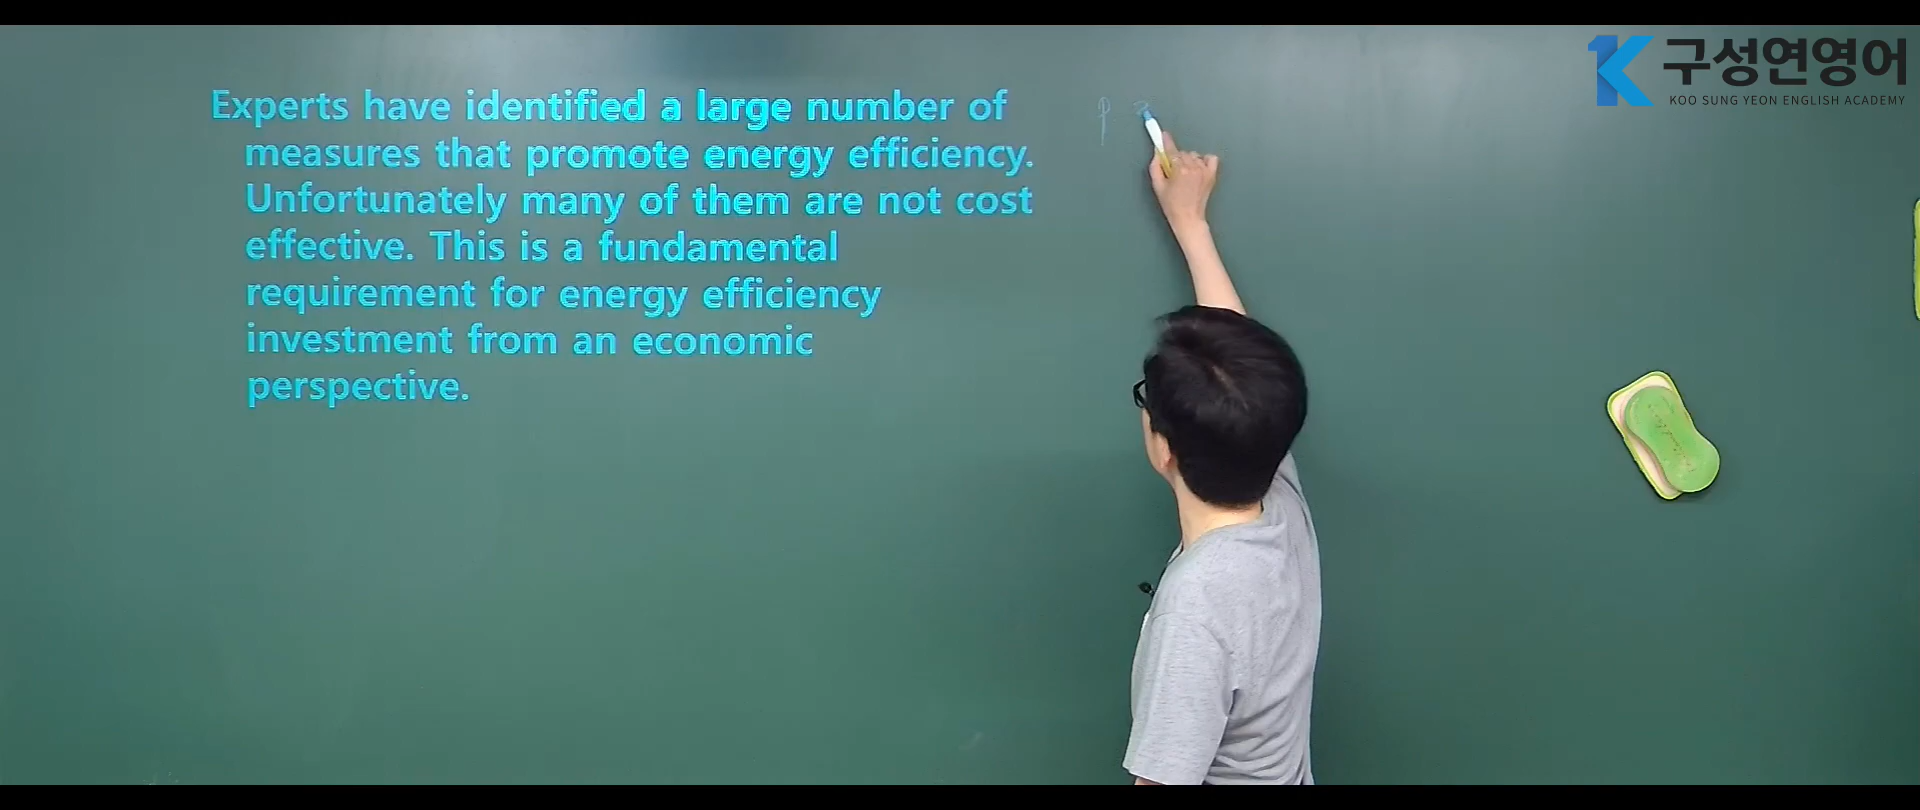 구성연영어
KOO SUNG YEON ENGLISH ACADEMY
Experts have identified a large number of
measures that promote energy efficiency.
Unfortunately many of them are not cost
effective. This is a fundamental
requirement for energy efficiency
investment from an economic
perspective.